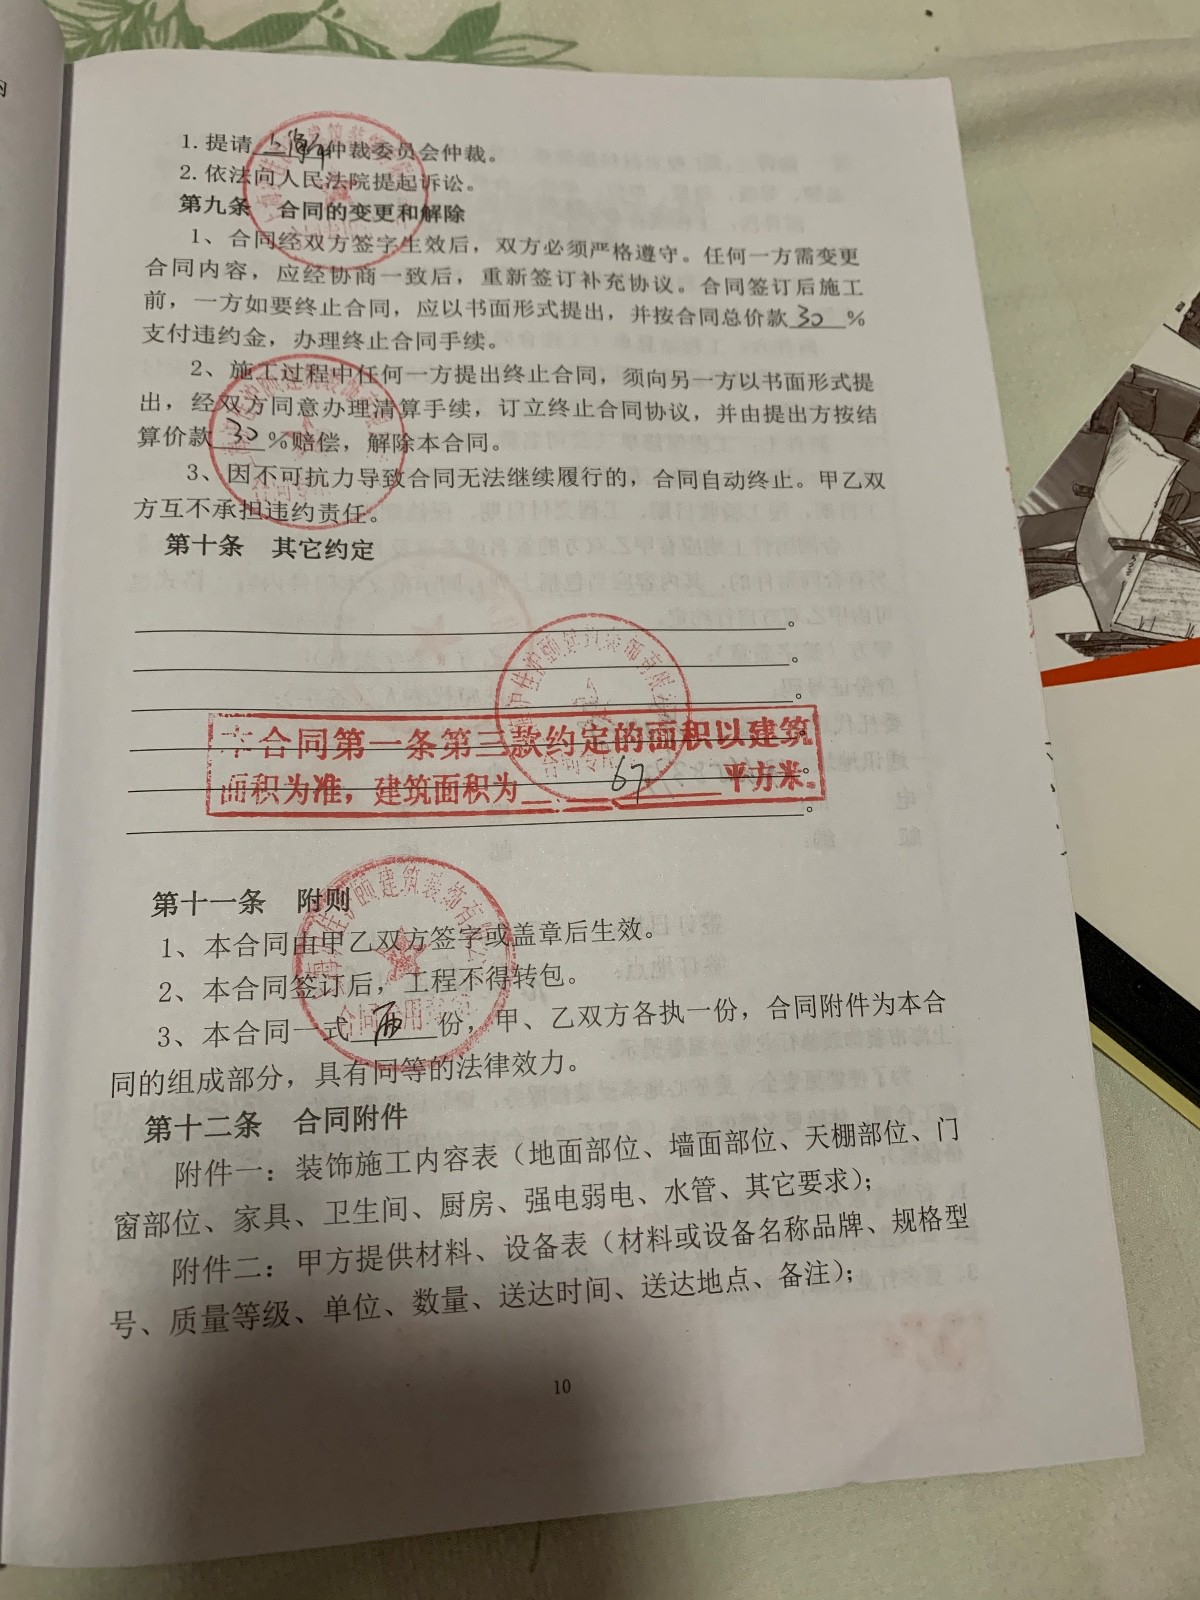 1. 提请 上海 仲裁委员会仲裁。
2. 依法向人民法院提起诉讼。
第九条 合同的变更和解除
1、合同经双方签字生效后，双方必须严格遵守。任何一方需变更
合同内容，应经协商一致后，重新签订补充协议。合同签订后施工
前，一方如要终止合同，应以书面形式提出，并按合同总价款30%
支付违约金，办理终止合同手续。
2、施工过程中任何一方提出终止合同，须向另一方以书面形式提
出，经双方同意办理清算手续，订立终止合同协议，并由提出方按结
算价款30%赔偿，解除本合同。
3、因不可抗力导致合同无法继续履行的，合同自动终止。甲乙双
方互不承担违约责任。
第十条 其它约定
本合同第一条第三款约定的面积以建筑
面积为准，建筑面积为 67 平方米。
第十一条 附则
1、本合同由甲乙双方签字或盖章后生效。
2、本合同签订后，工程不得转包。
3、本合同一式 两 份，甲、乙双方各执一份，合同附件为本合
同的组成部分，具有同等的法律效力。
第十二条 合同附件
附件一：装饰施工内容表（地面部位、墙面部位、天棚部位、门
窗部位、家具、卫生间、厨房、强电弱电、水管、其它要求）；
附件二：甲方提供材料、设备表（材料或设备名称品牌、规格型
号、质量等级、单位、数量、送达时间、送达地点、备注）；
10